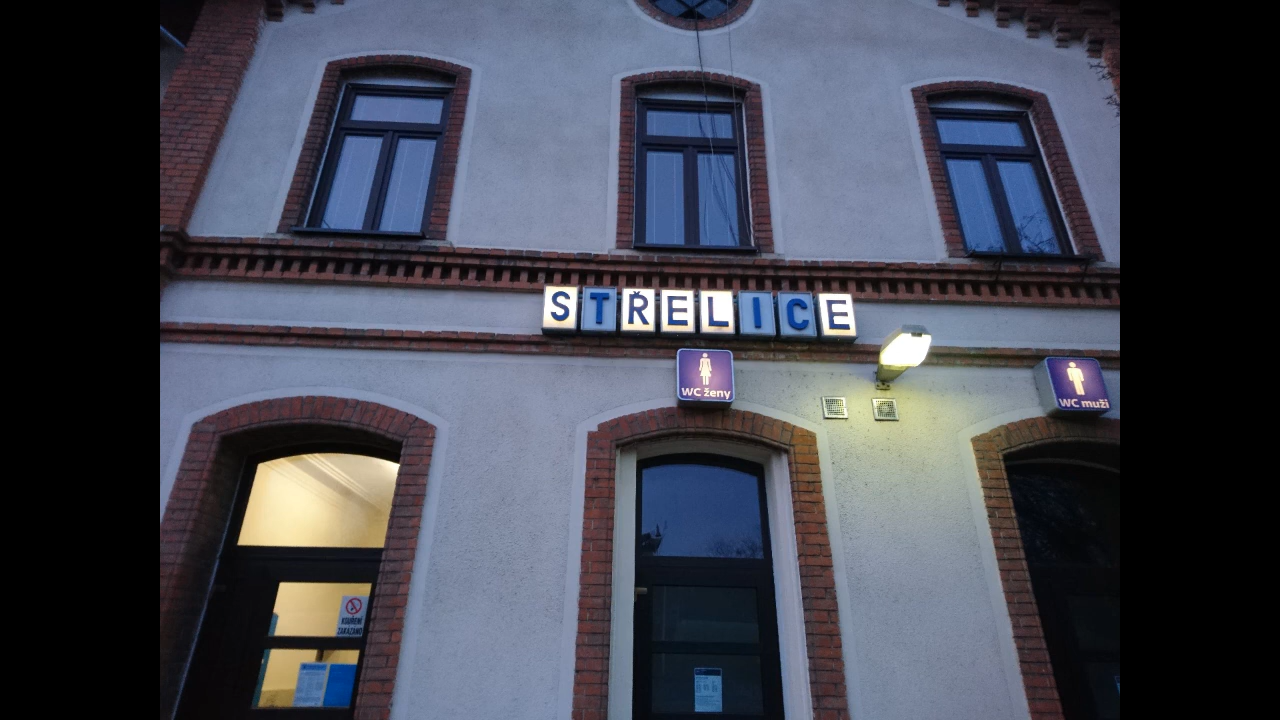 STŘELICE
WC ženy
WC muži
KOUŘENÍ
ZAKÁZÁNO